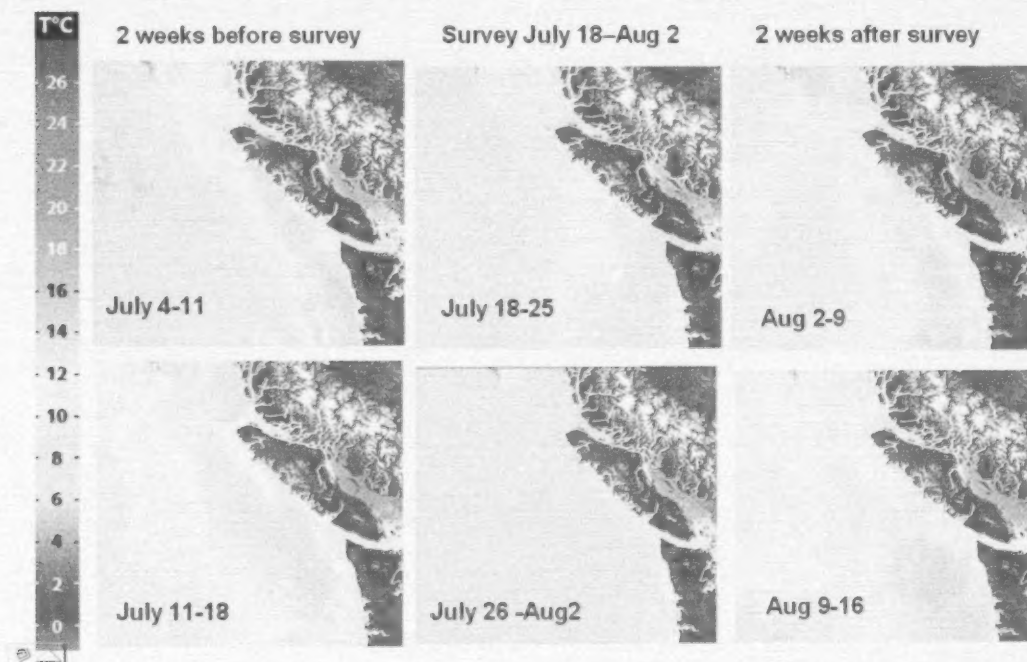 T°C
2 weeks before survey
Survey July 18–Aug 2
2 weeks after survey
26
24
22
20
18
16
14
12
10
8
6
4
2
0
July 4-11
July 18-25
Aug 2-9
July 11-18
July 26 -Aug2
Aug 9-16